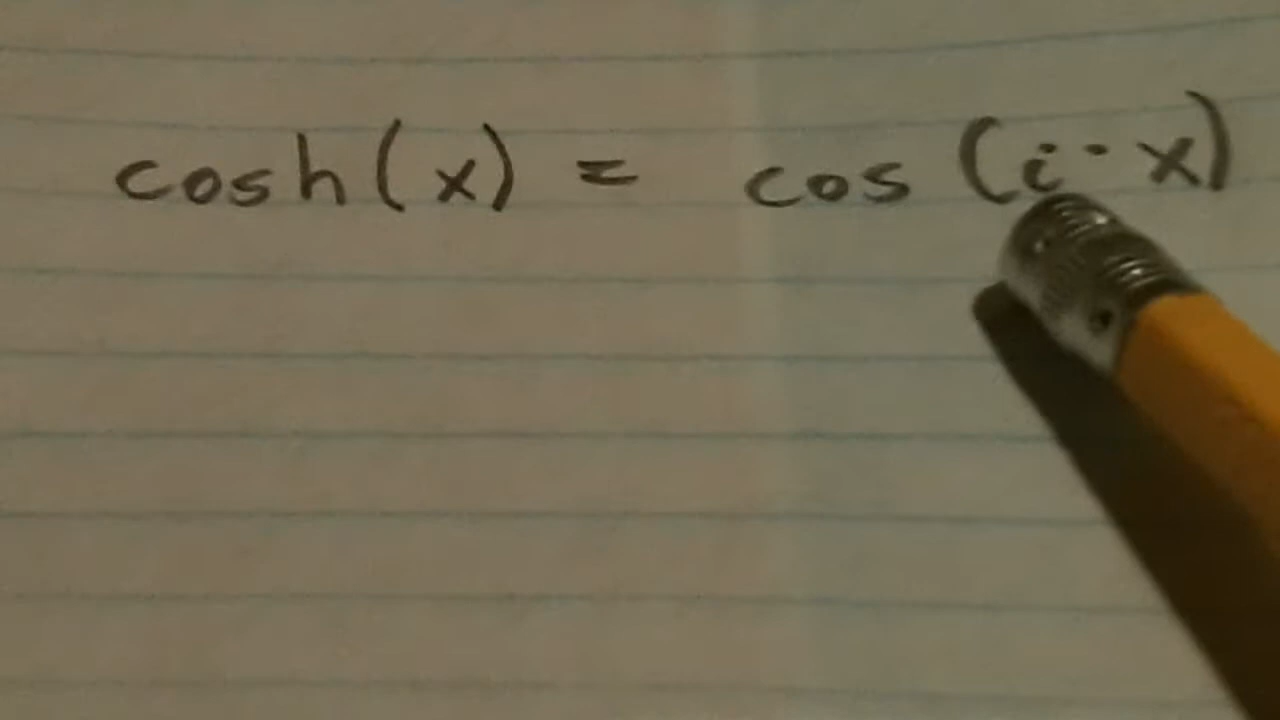 cosh(x) = cos(i·x)